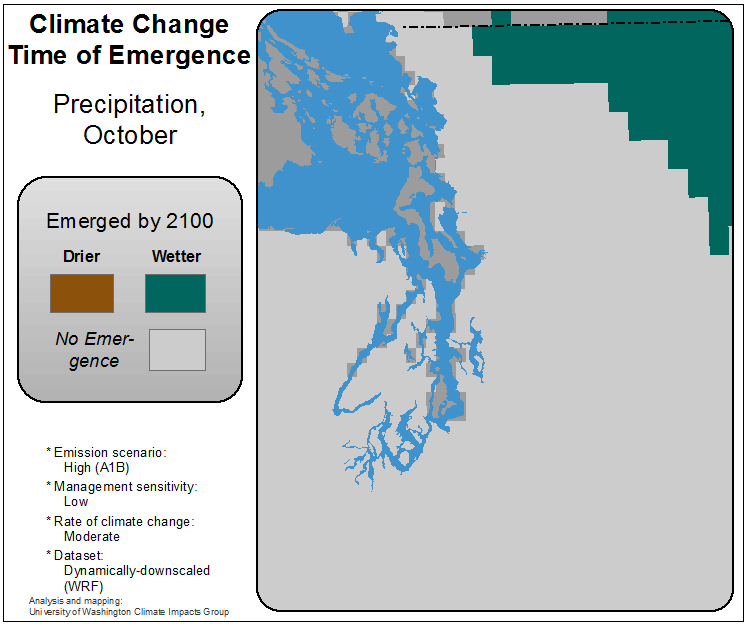 Climate Change
Time of Emergence
Precipitation,
October
Emerged by 2100
Drier Wetter
No Emer-
gence
* Emission scenario:
High (A1B)
* Management sensitivity:
Low
* Rate of climate change:
Moderate
* Dataset:
Dynamically-downscaled
(WRF)
Analysis and mapping:
University of Washington Climate Impacts Group